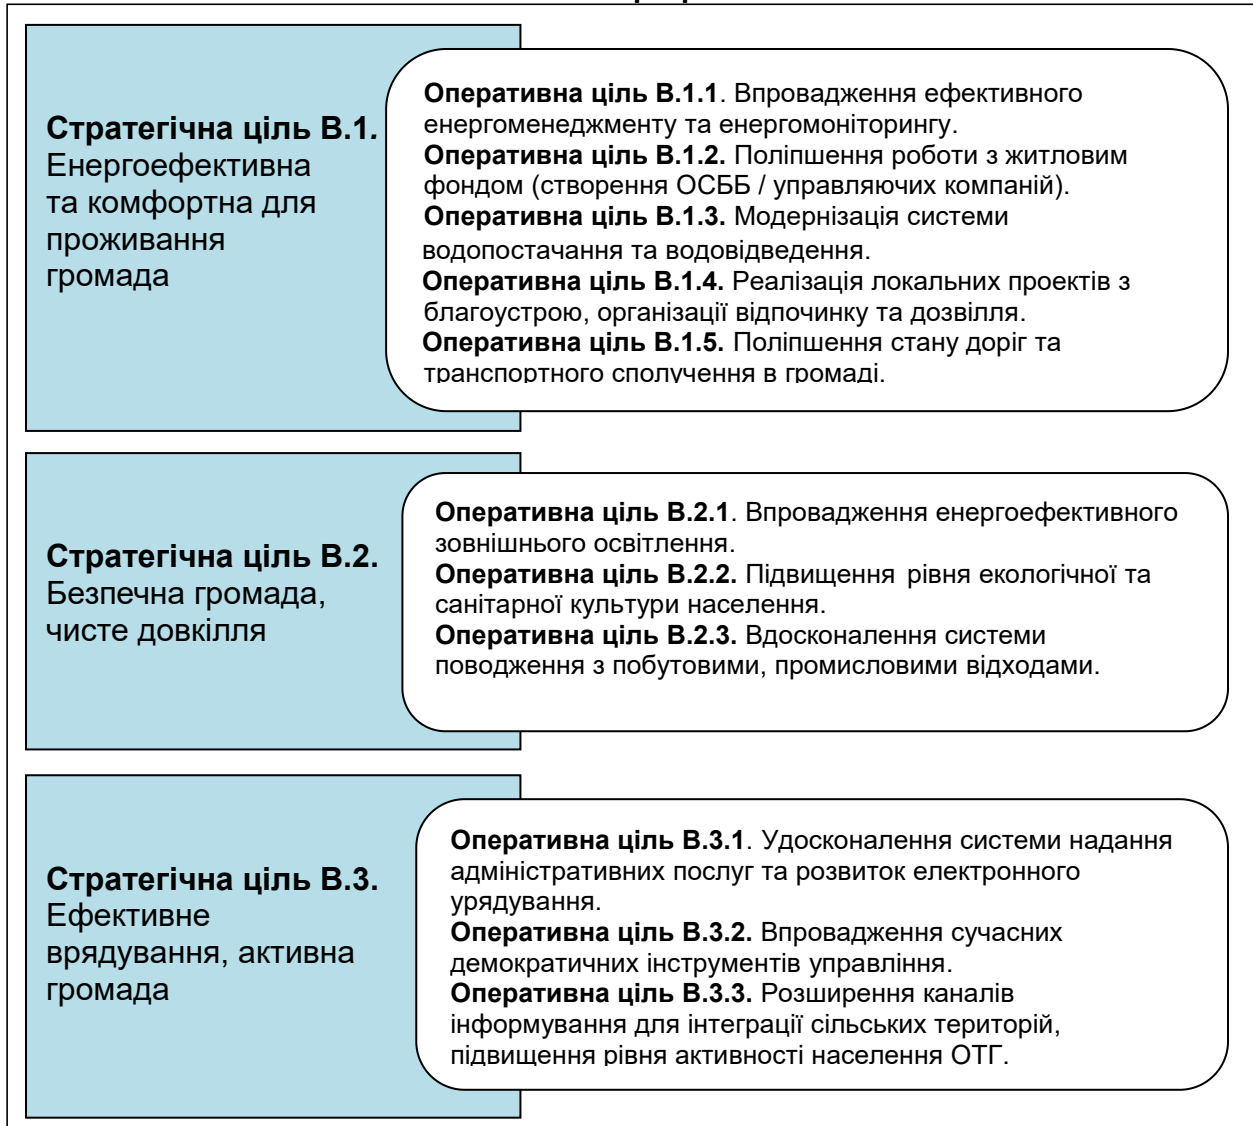 Стратегічна ціль В.1.
Енергоефективна
та комфортна для
проживання
громада
Оперативна ціль В.1.1. Впровадження ефективного
енергоменеджменту та енергомоніторингу.
Оперативна ціль В.1.2. Поліпшення роботи з житловим
фондом (створення ОСББ / управляючих компаній).
Оперативна ціль В.1.3. Модернізація системи
водопостачання та водовідведення.
Оперативна ціль В.1.4. Реалізація локальних проектів з
благоустрою, організації відпочинку та дозвілля.
Оперативна ціль В.1.5. Поліпшення стану доріг та
транспортного сполучення в громаді.
Стратегічна ціль В.2.
Безпечна громада,
чисте довкілля
Оперативна ціль В.2.1. Впровадження енергоефективного
зовнішнього освітлення.
Оперативна ціль В.2.2. Підвищення рівня екологічної та
санітарної культури населення.
Оперативна ціль В.2.3. Вдосконалення системи
поводження з побутовими, промисловими відходами.
Стратегічна ціль В.3.
Ефективне
врядування, активна
громада
Оперативна ціль В.3.1. Удосконалення системи надання
адміністративних послуг та розвиток електронного
урядування.
Оперативна ціль В.3.2. Впровадження сучасних
демократичних інструментів управління.
Оперативна ціль В.3.3. Розширення каналів
інформування для інтеграції сільських територій,
підвищення рівня активності населення ОТГ.